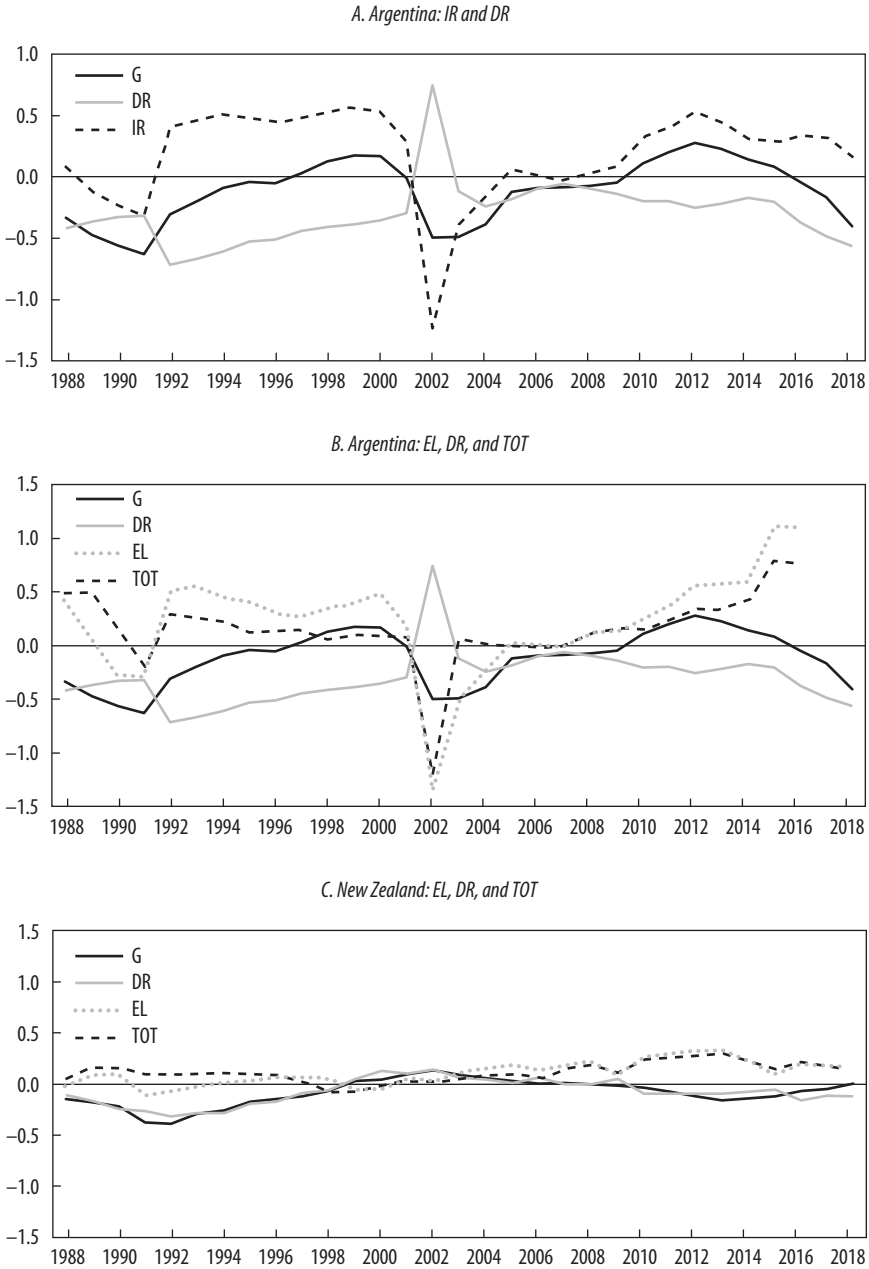 A. Argentina: IR and DR
1.0
G
DR
0.5
IR
0.0
–0.5
–1.0
–1.5
1988 1990 1992 1994 1996 1998 2000 2002 2004 2006 2008 2010 2012 2014 2016 2018
B. Argentina: EL, DR, and TOT
1.5
G
DR
1.0
EL
TOT
0.5
0.0
–0.5
–1.0
–1.5
1988 1990 1992 1994 1996 1998 2000 2002 2004 2006 2008 2010 2012 2014 2016 2018
C. New Zealand: EL, DR, and TOT
1.5
G
1.0
DR
EL
0.5
TOT
0.0
–0.5
–1.0
–1.5
1988 1990 1992 1994 1996 1998 2000 2002 2004 2006 2008 2010 2012 2014 2016 2018